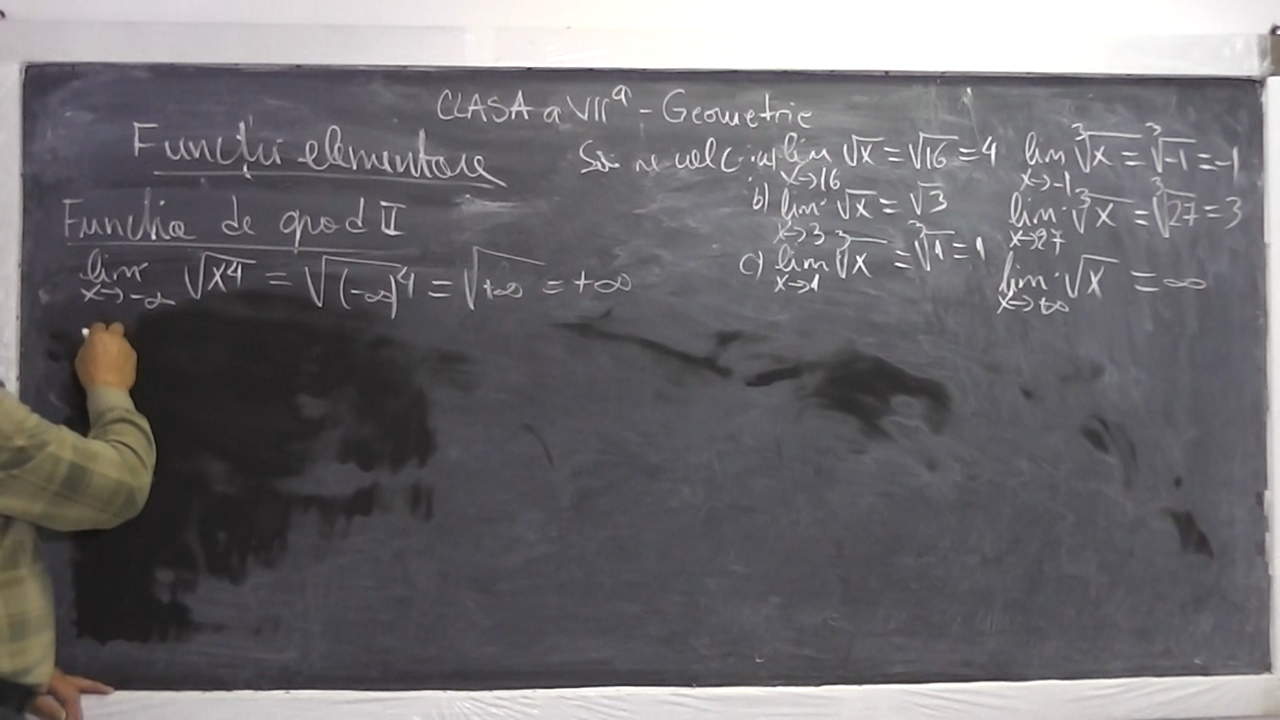 CLASA a VII a - Geometrie
Funcții elementare
Să se calc: a) lim x→16 √x = √16 = 4
b) lim x→3 √x = √3
c) lim x→1 ∛x = ∛1 = 1
lim x→-1 ∛x = ∛-1 = -1
lim x→27 ∛x = ∛27 = 3
lim x→+∞ √x = ∞
Functia de grad II
lim x→-∞ √x⁴ = √(-∞)⁴ = √+∞ = +∞